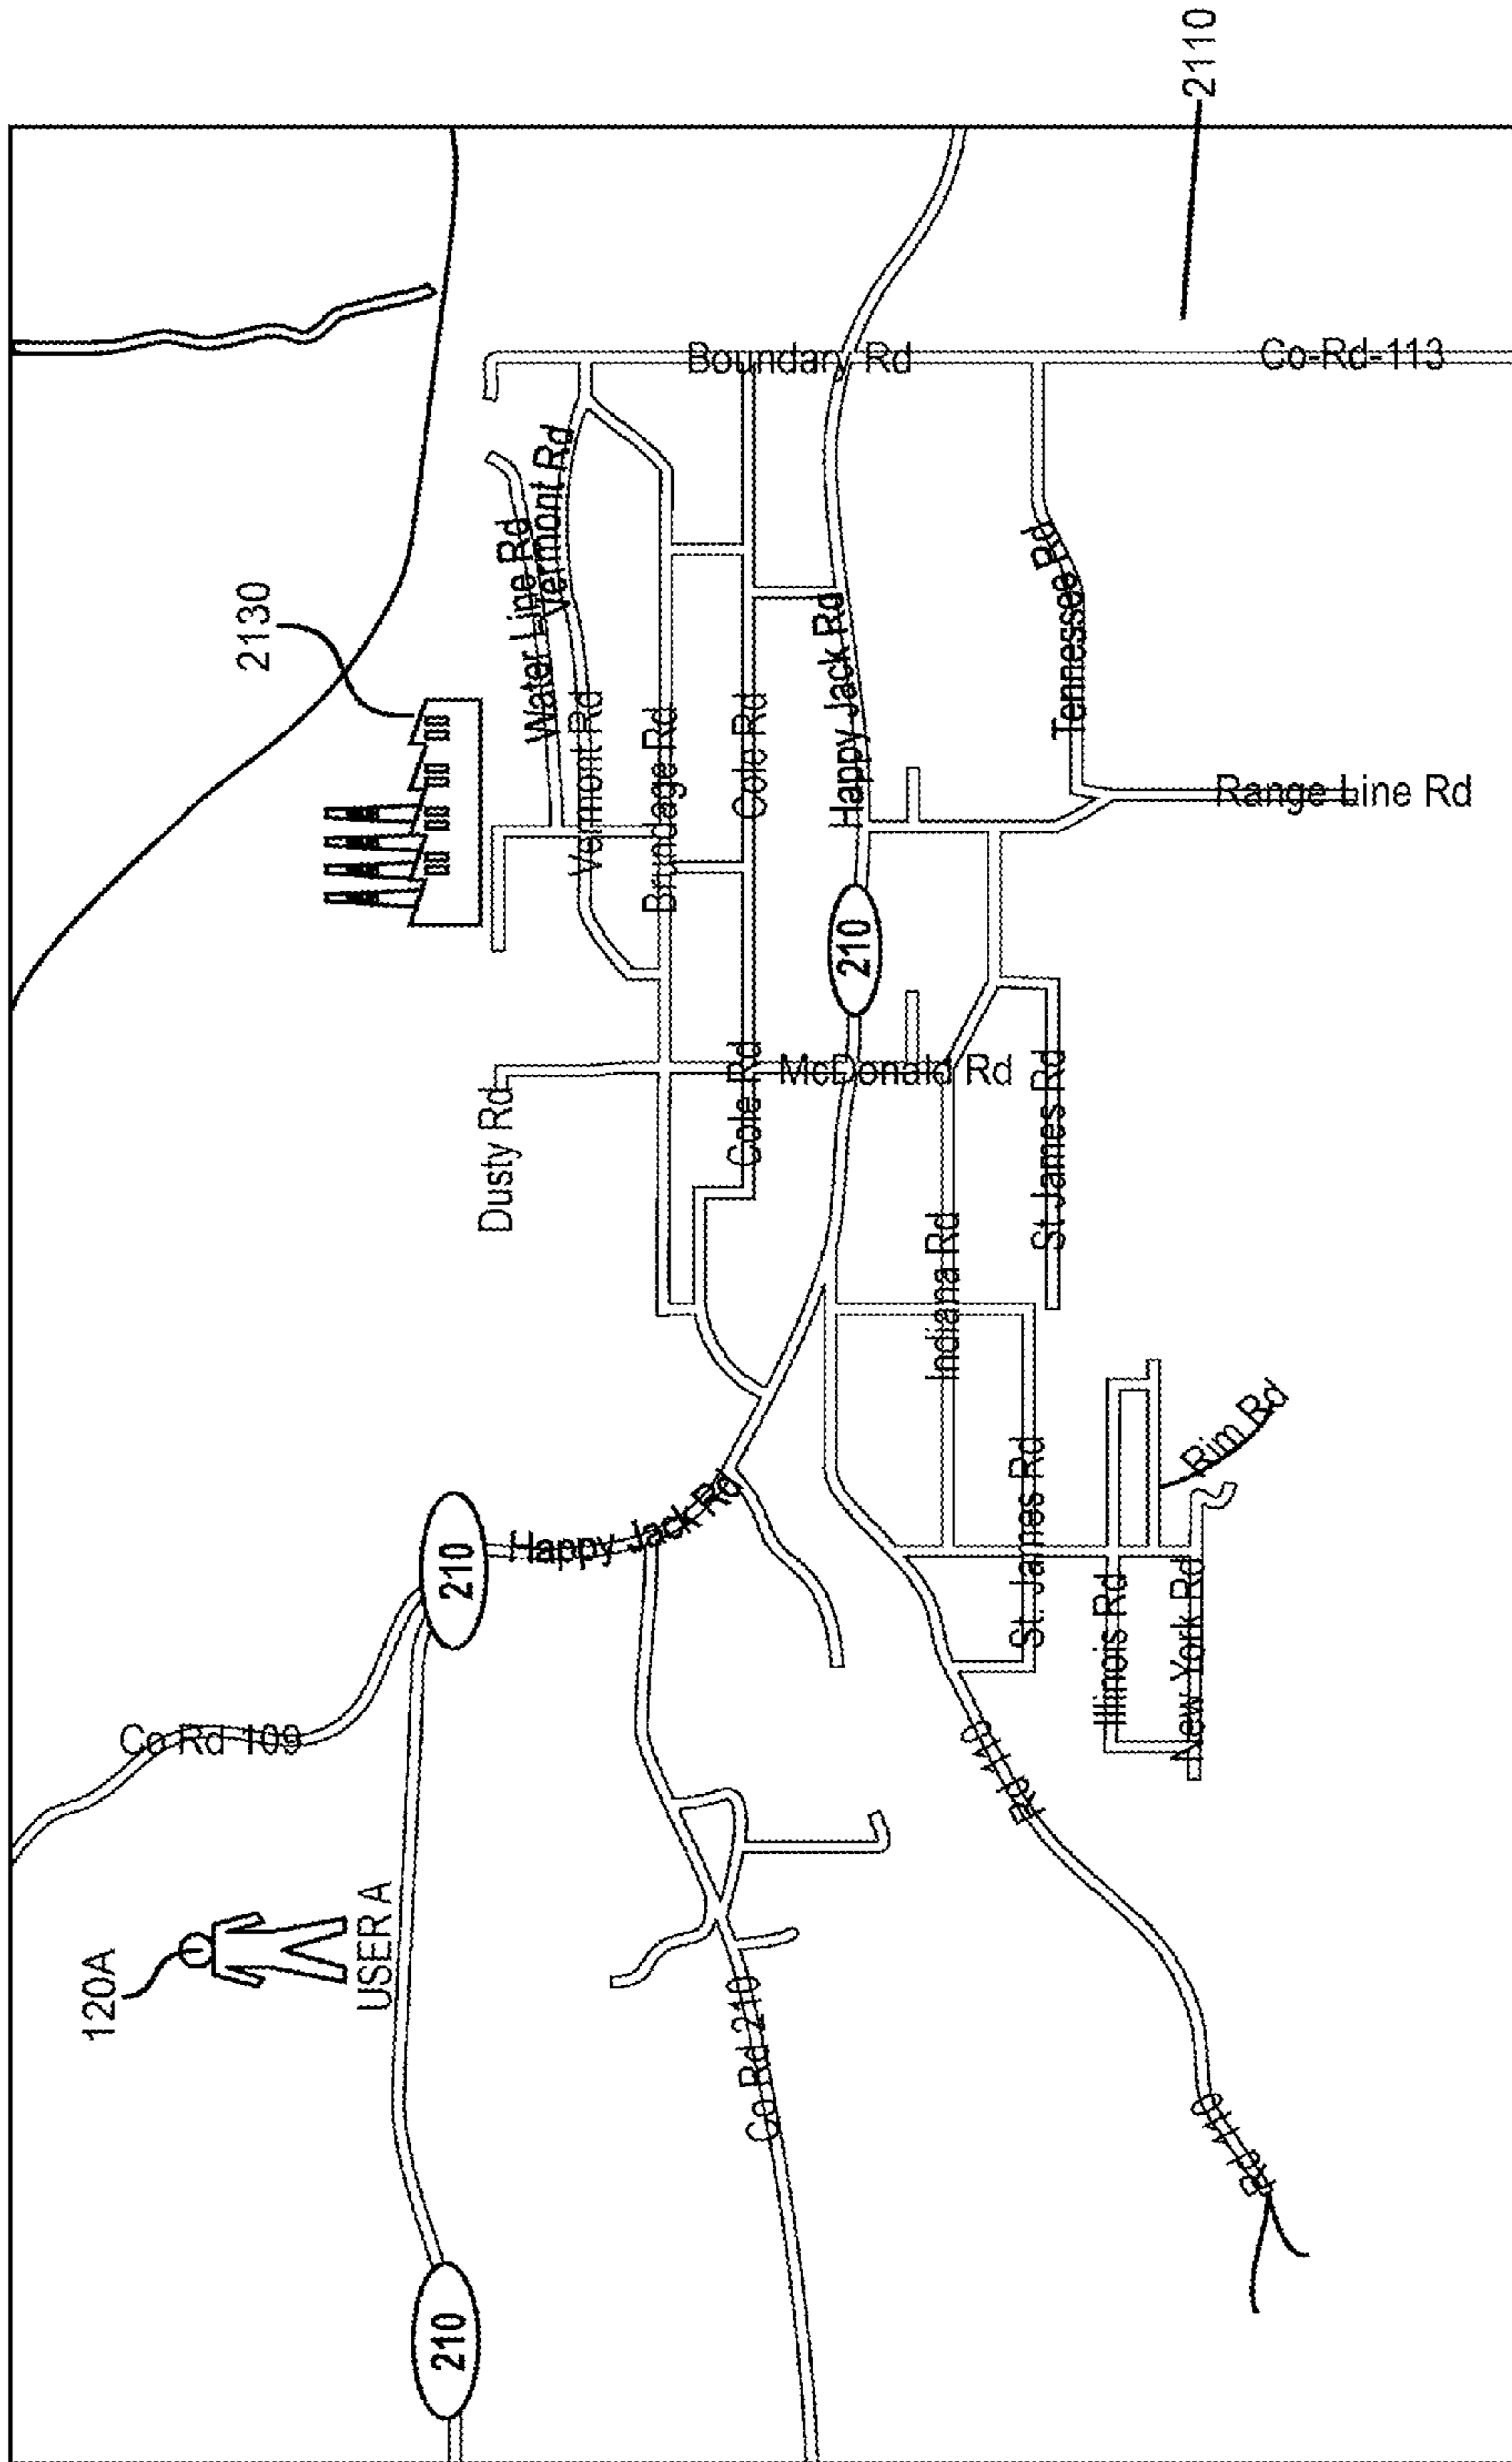 2110
2130
Boundary Rd
Co-Rd-113
Water Line Rd
Vermont Rd
Vermont Rd
Brundage Rd
Cole Rd
Happy Jack Rd
Tennessee Rd
Range Line Rd
210
Dusty Rd
Cole Rd
McDonald Rd
St James Rd
Indiana Rd
Rim Rd
210
Happy Jack Rd
St. James Rd
Illinois Rd
New York Rd
Co Rd 109
120A
USER A
Co Rd 210
210